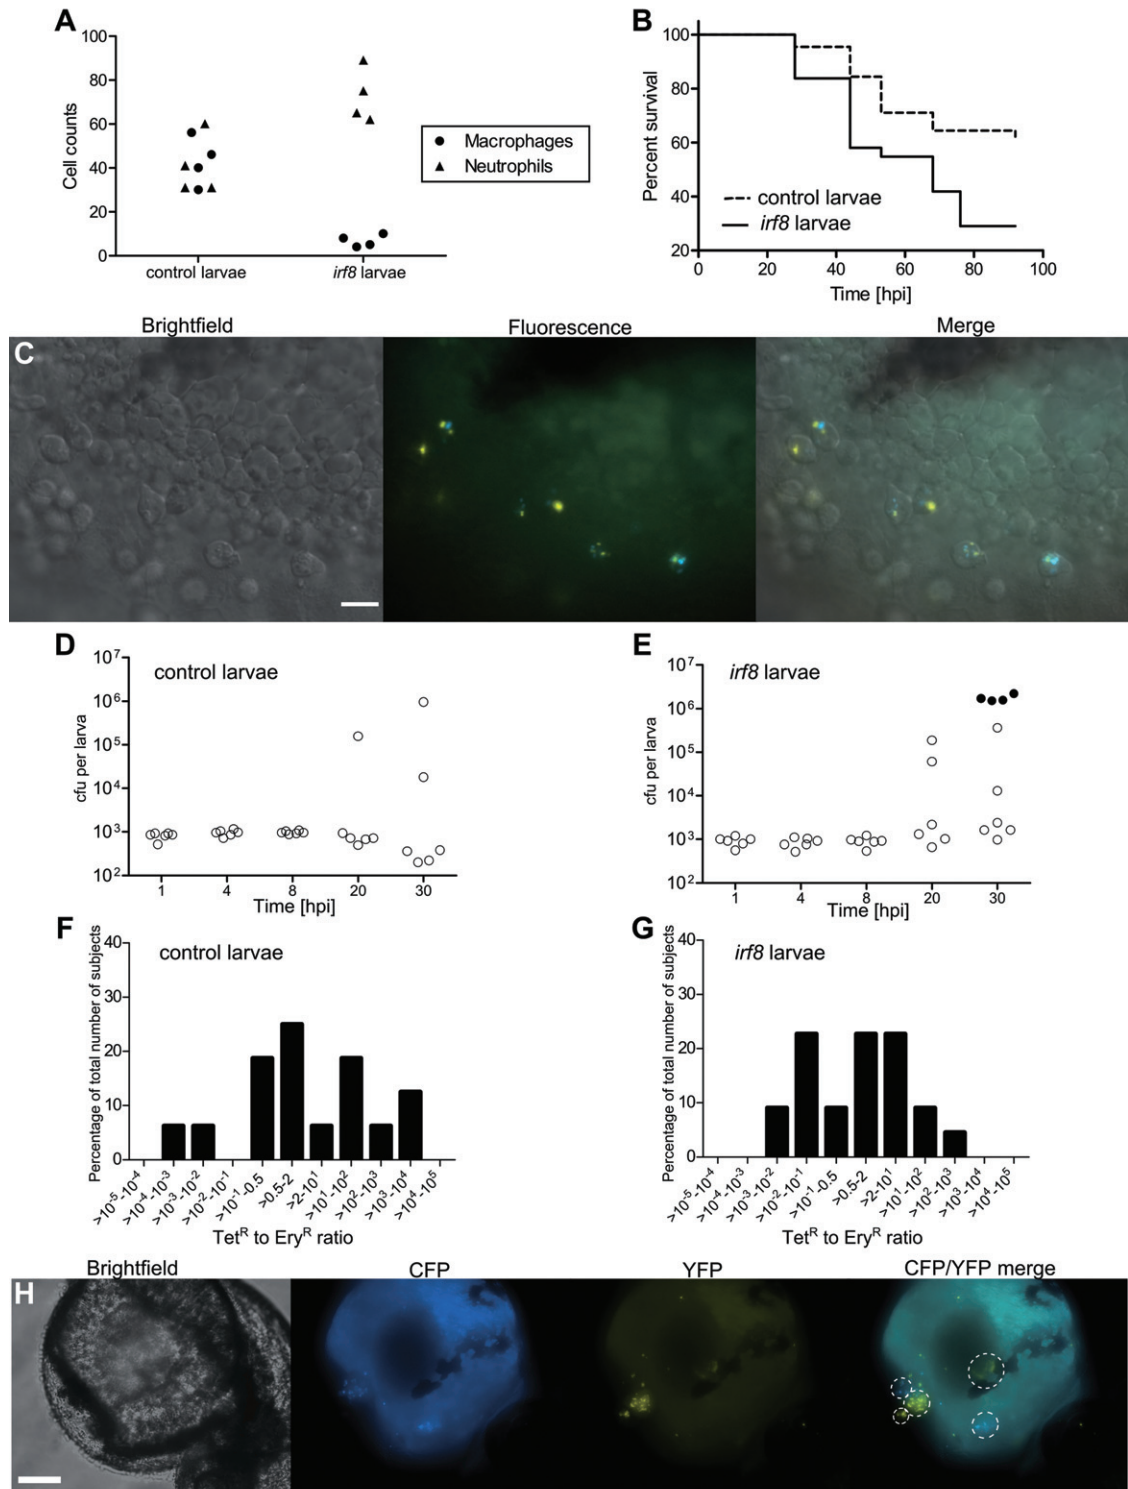 A
100
80
60
40
20
0
Cell counts
control larvae
irf8 larvae
Macrophages
Neutrophils
B
100
80
60
40
20
Percent survival
control larvae
irf8 larvae
0 20 40 60 80 100
Time [hpi]
Brightfield Fluorescence Merge
C
D
control larvae
10⁷
10⁶
10⁵
10⁴
10³
10²
cfu per larva
1 4 8 20 30
Time [hpi]
E
irf8 larvae
10⁷
10⁶
10⁵
10⁴
10³
10²
cfu per larva
1 4 8 20 30
Time [hpi]
F
control larvae
40
30
20
10
0
Percentage of total number of subjects
>10⁻⁵-10⁻⁴
>10⁻⁴-10⁻³
>10⁻³-10⁻²
>10⁻²-10⁻¹
>10⁻¹-0.5
>0.5-2
>2-10¹
>10¹-10²
>10²-10³
>10³-10⁴
>10⁴-10⁵
Tetᴿ to Eryᴿ ratio
G
irf8 larvae
40
30
20
10
0
Percentage of total number of subjects
>10⁻⁵-10⁻⁴
>10⁻⁴-10⁻³
>10⁻³-10⁻²
>10⁻²-10⁻¹
>10⁻¹-0.5
>0.5-2
>2-10¹
>10¹-10²
>10²-10³
>10³-10⁴
>10⁴-10⁵
Tetᴿ to Eryᴿ ratio
Brightfield CFP YFP CFP/YFP merge
H